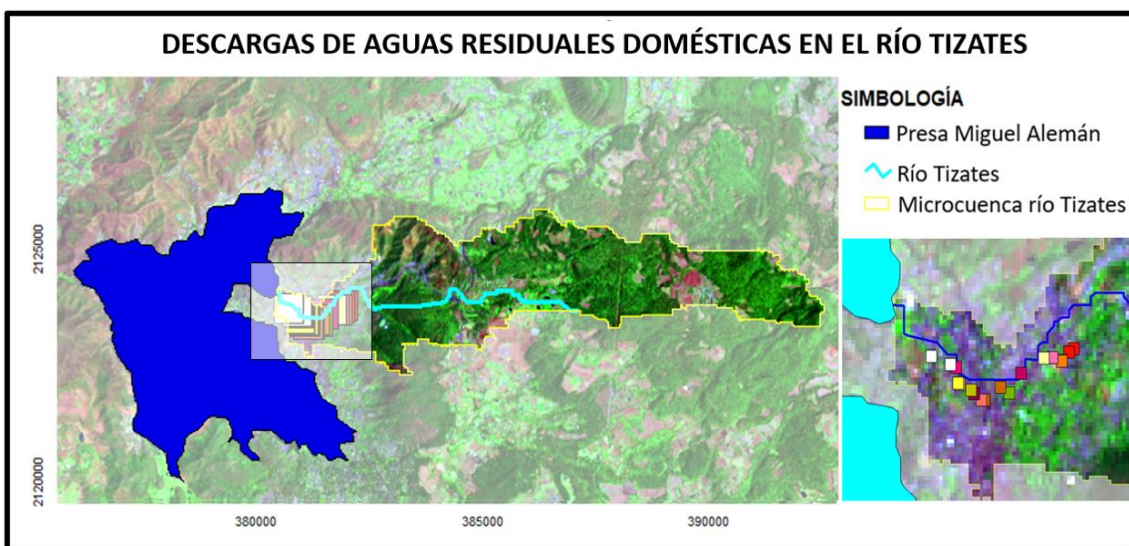 DESCARGAS DE AGUAS RESIDUALES DOMÉSTICAS EN EL RÍO TIZATES
SIMBOLOGÍA
Presa Miguel Alemán
Río Tizates
Microcuenca río Tizates
2125000
2120000
380000
385000
390000